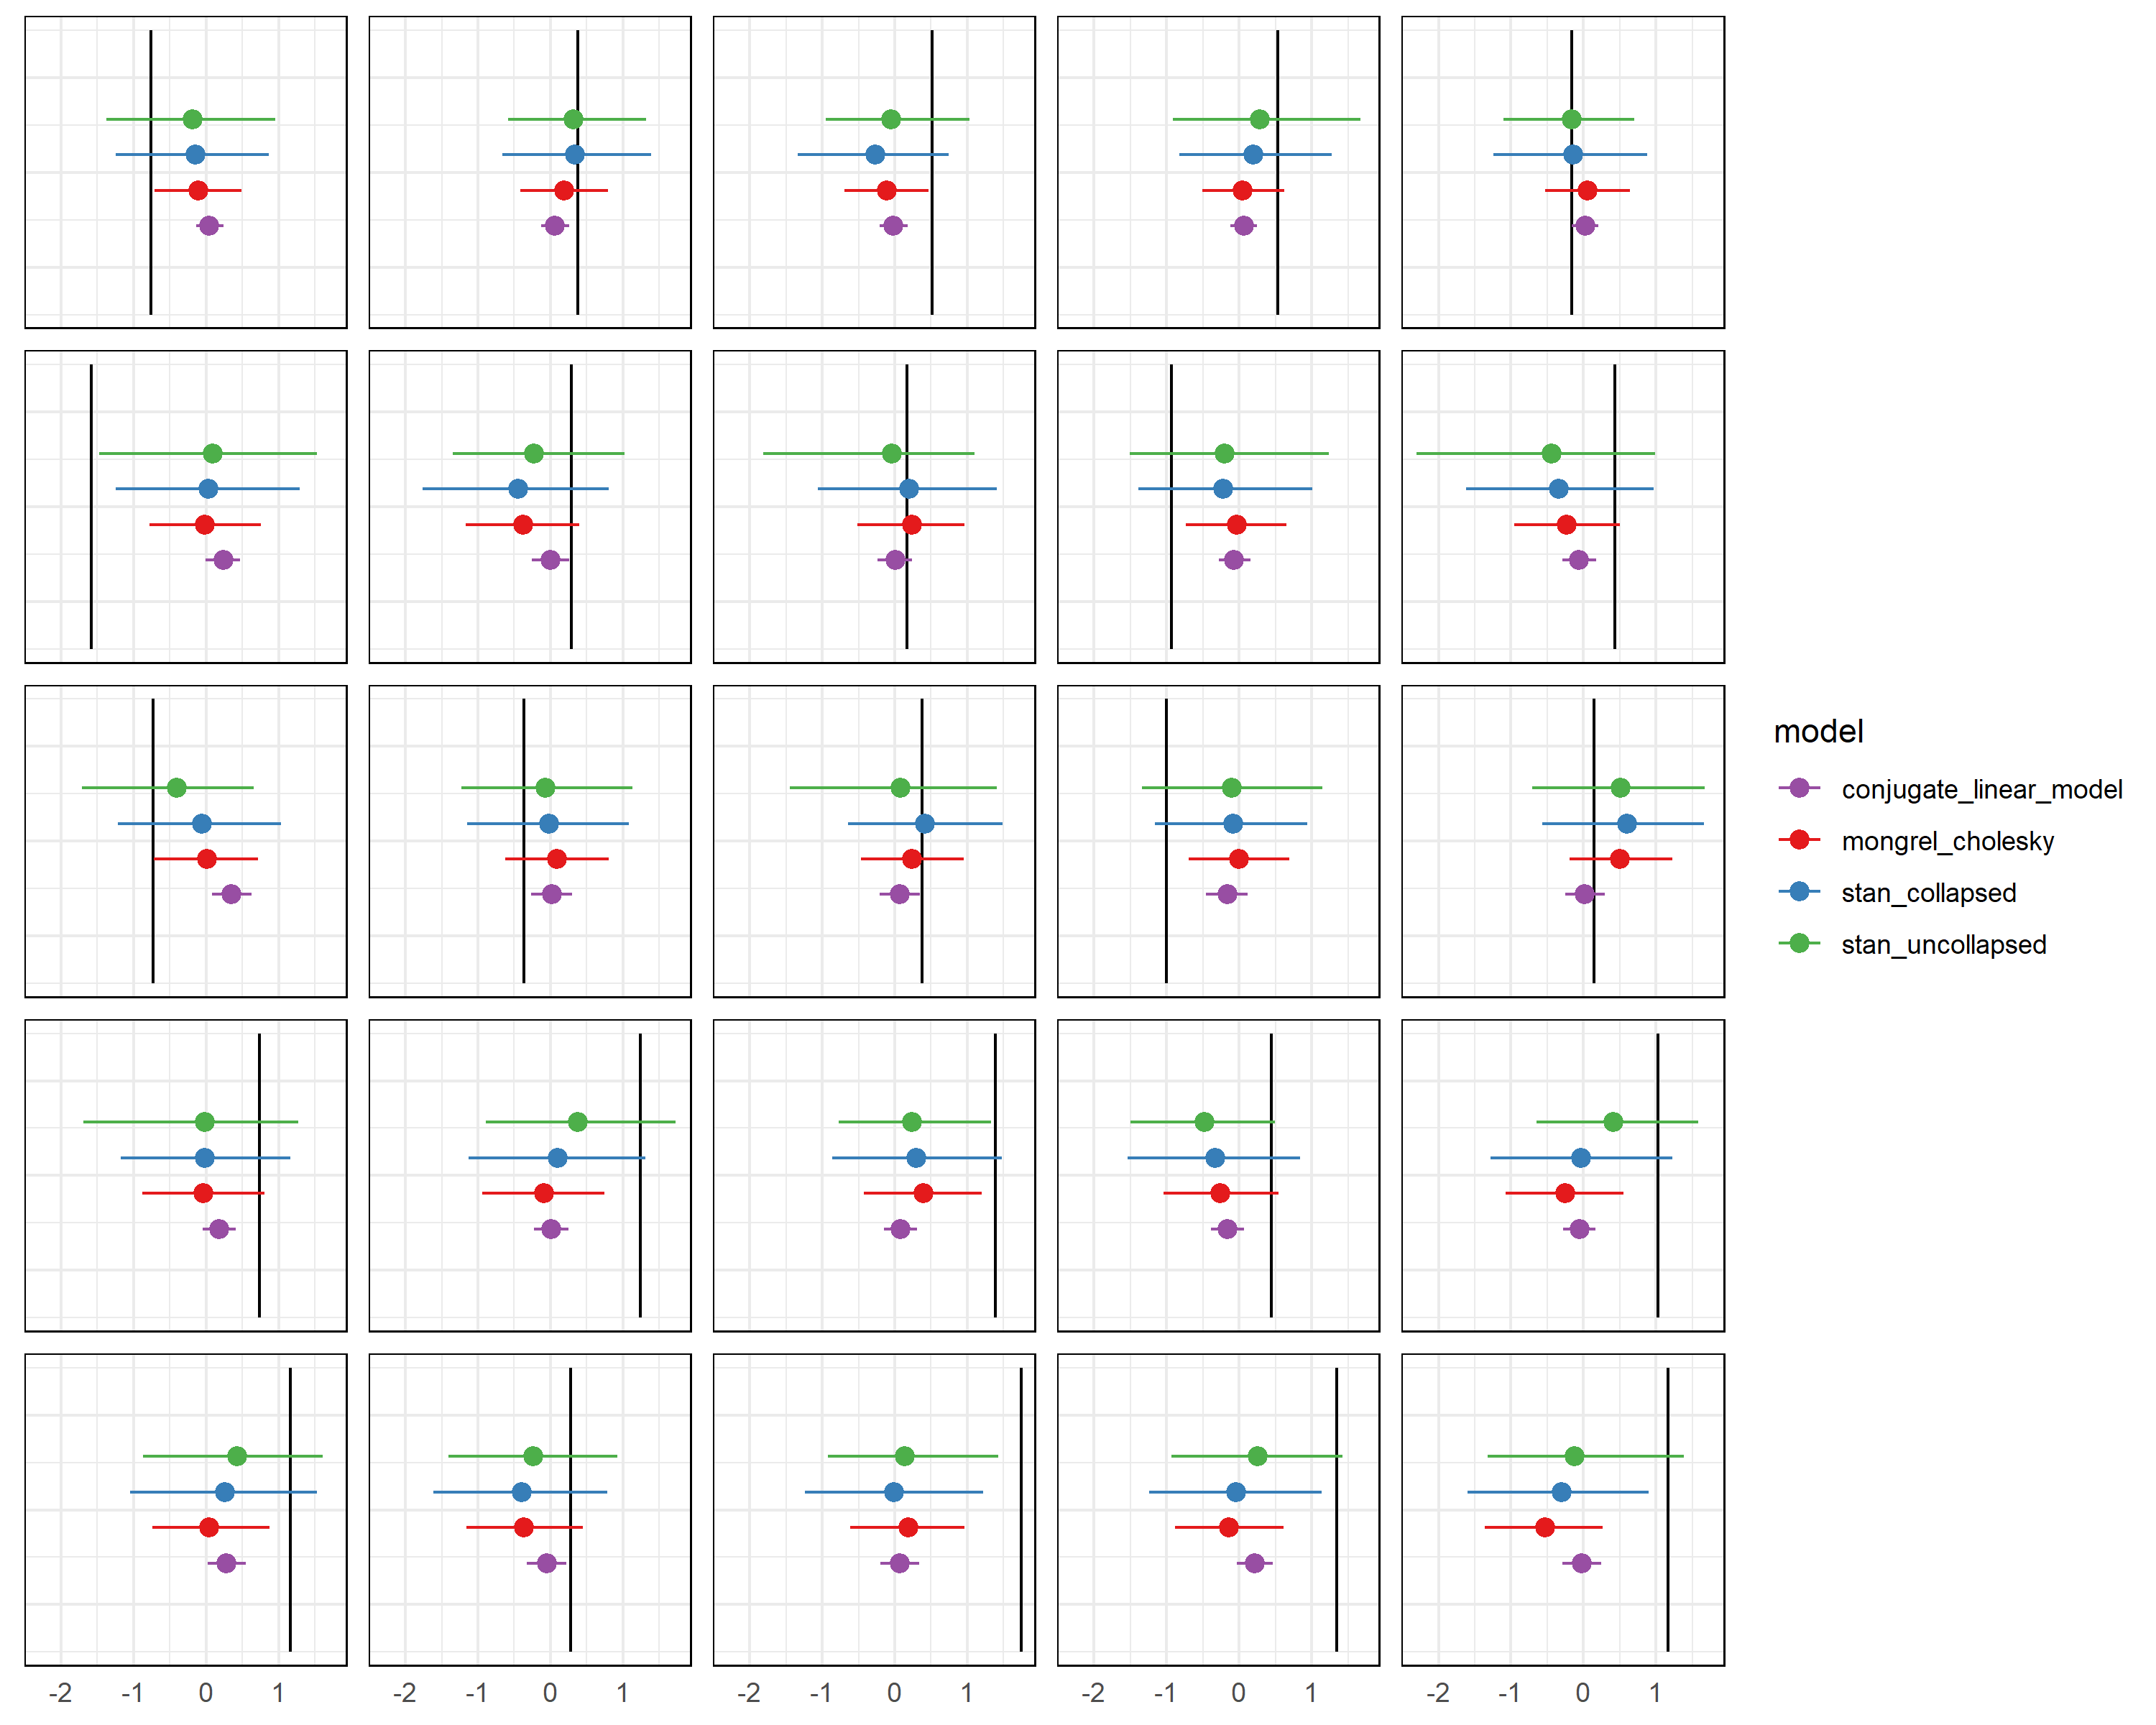 model
conjugate_linear_model
mongrel_cholesky
stan_collapsed
stan_uncollapsed
-2 -1 0 1 -2 -1 0 1 -2 -1 0 1 -2 -1 0 1 -2 -1 0 1